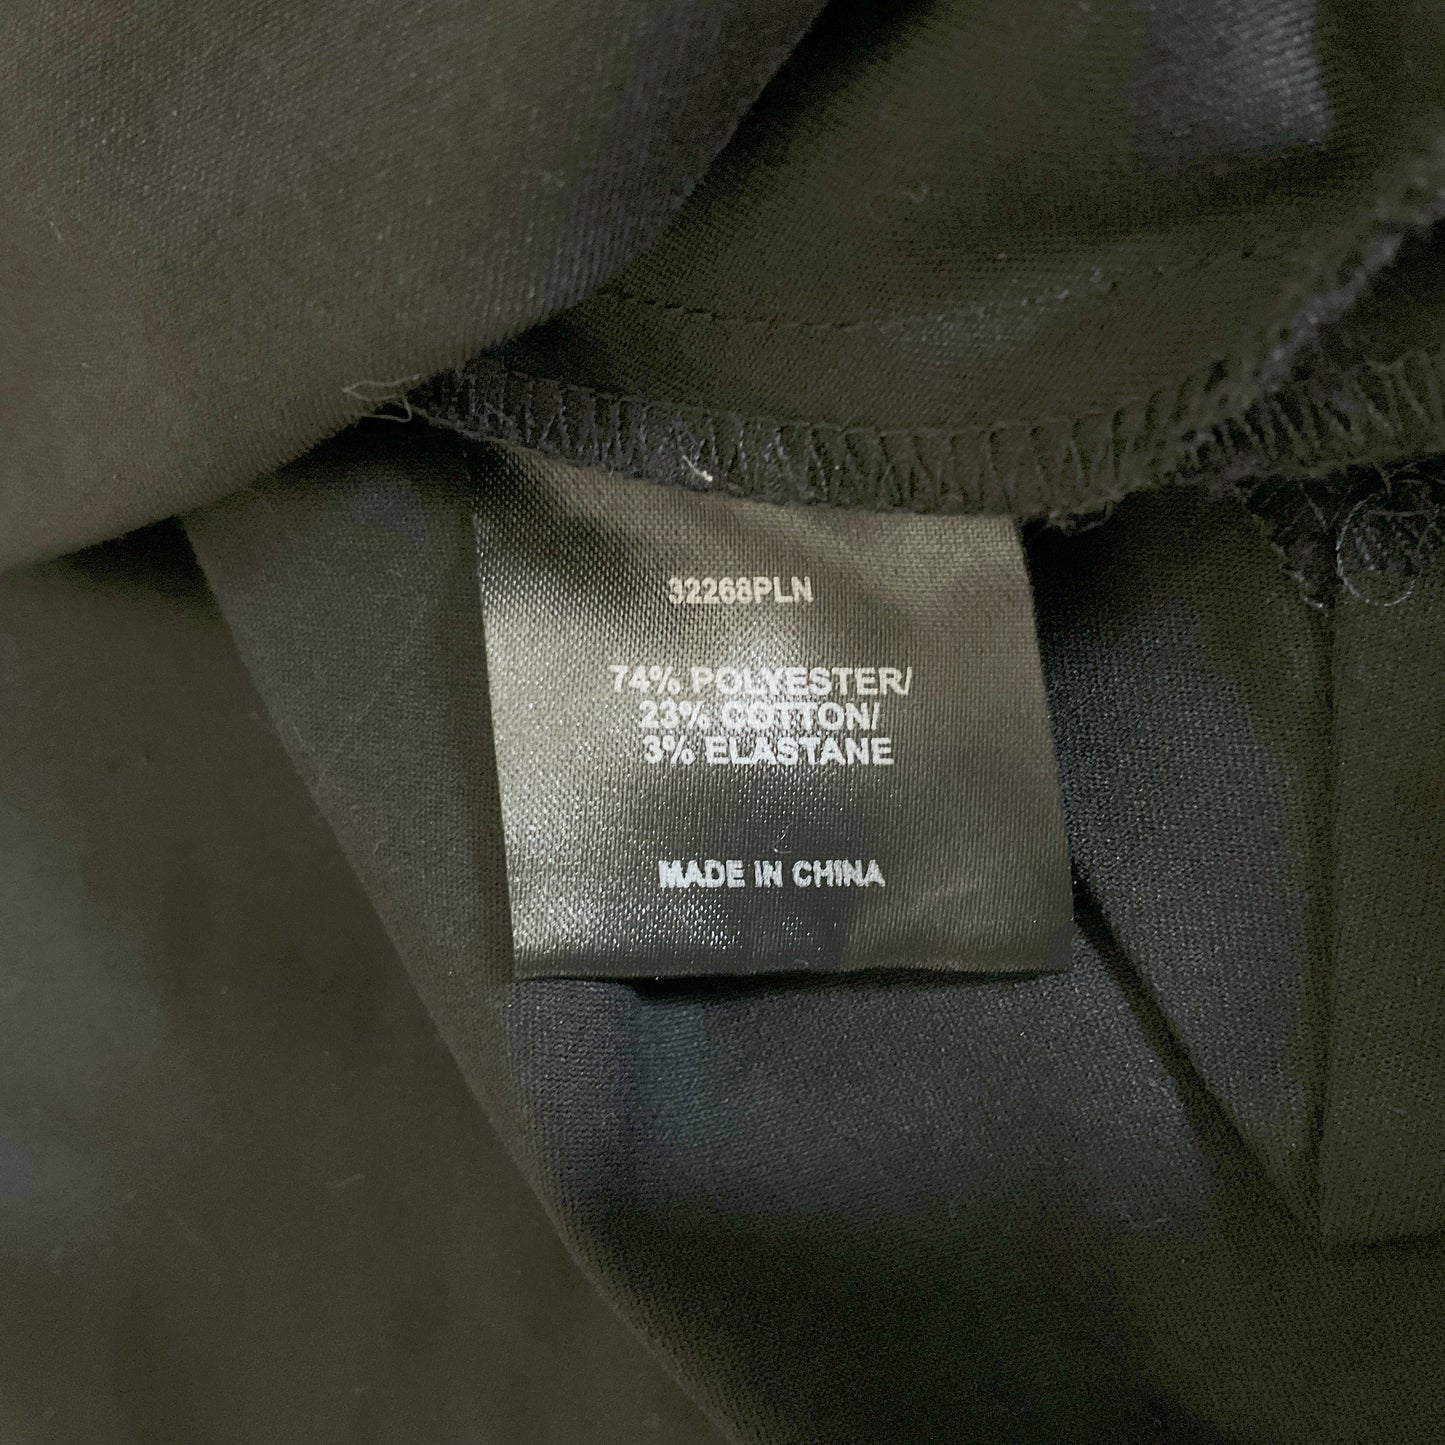 32268PLN
74% POLYESTER/
23% COTTON/
3% ELASTANE
MADE IN CHINA